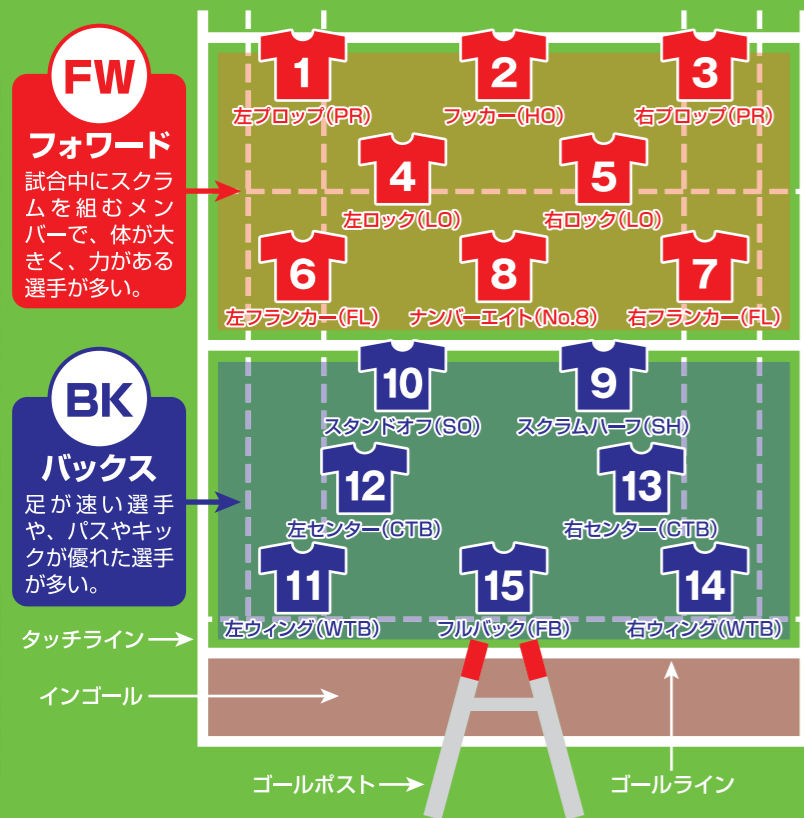 FW
フォワード
試合中にスクラ
ムを組むメン
バーで、体が大
きく、力がある
選手が多い。
1
2
3
左プロップ(PR)
フッカー(HO)
右プロップ(PR)
4
5
左ロック(LO)
右ロック(LO)
6
8
7
左フランカー(FL)
ナンバーエイト(No.8)
右フランカー(FL)
BK
バックス
足が速い選手
や、パスやキッ
クが優れた選手
が多い。
10
9
スタンドオフ(SO)
スクラムハーフ(SH)
12
13
左センター(CTB)
右センター(CTB)
11
15
14
左ウィング(WTB)
フルバック(FB)
右ウィング(WTB)
タッチライン
インゴール
ゴールポスト
ゴールライン